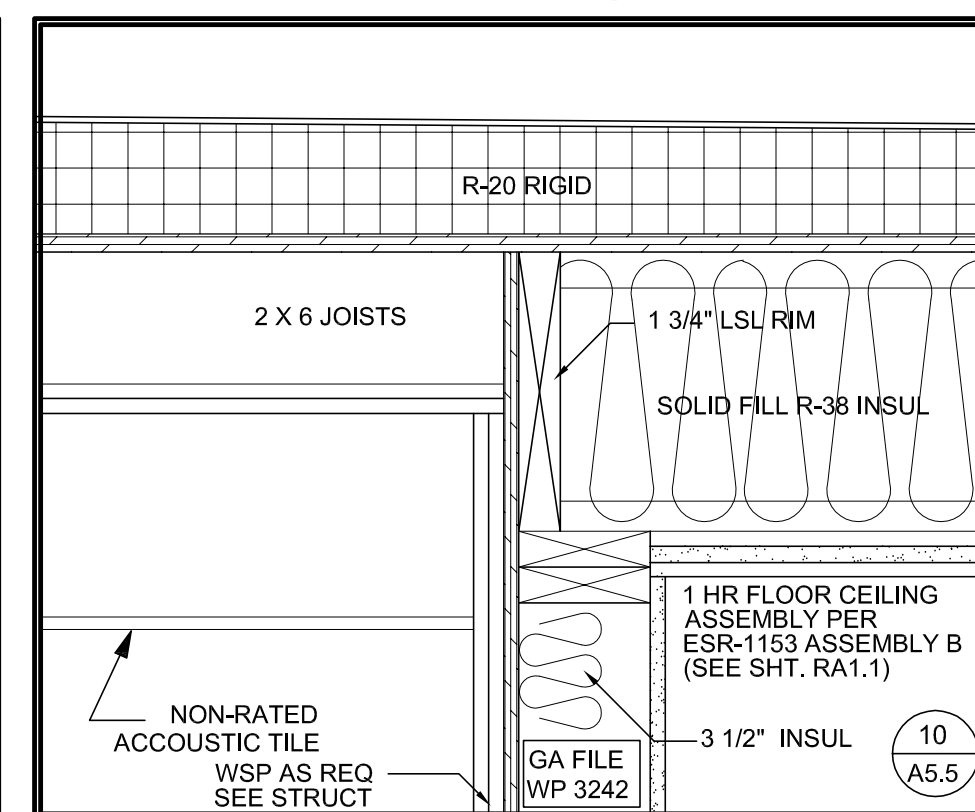 R-20 RIGID
2 X 6 JOISTS
1 3/4" LSL RIM
SOLID FILL R-38 INSUL
1 HR FLOOR CEILING
ASSEMBLY PER
ESR-1153 ASSEMBLY B
(SEE SHT. RA1.1)
NON-RATED
ACCOUSTIC TILE
3 1/2" INSUL
10
A5.5
WSP AS REQ
SEE STRUCT
GA FILE
WP 3242